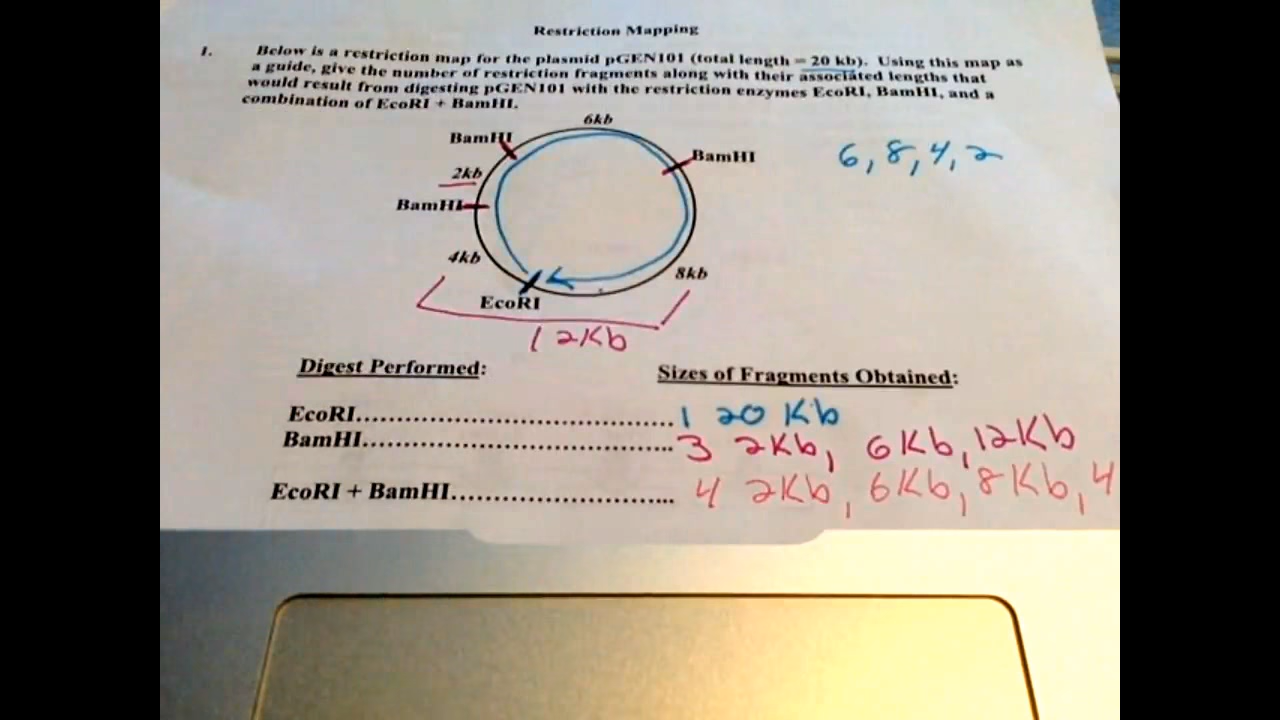 Restriction Mapping
1. Below is a restriction map for the plasmid pGEN101 (total length = 20 kb). Using this map as
a guide, give the number of restriction fragments along with their associated lengths that
would result from digesting pGEN101 with the restriction enzymes EcoRI, BamHI, and a
combination of EcoRI + BamHI.
6kb
BamHI
BamHI
6, 8, 4, 2
2kb
BamHI
4kb
8kb
EcoRI
12Kb
Digest Performed: Sizes of Fragments Obtained:
EcoRI................................................ 1 20 Kb
BamHI............................................... 3 2Kb, 6Kb, 12Kb
EcoRI + BamHI.................................. 4 2Kb, 6Kb, 8Kb, 4